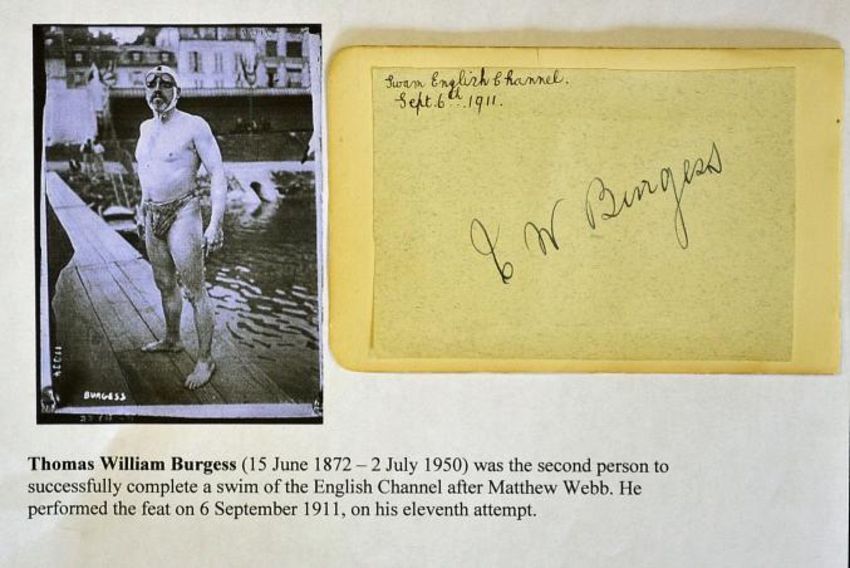 Swam English Channel.
Sept. 6th. 1911.
T W Burgess
BURGESS
Thomas William Burgess (15 June 1872 – 2 July 1950) was the second person to
successfully complete a swim of the English Channel after Matthew Webb. He
performed the feat on 6 September 1911, on his eleventh attempt.